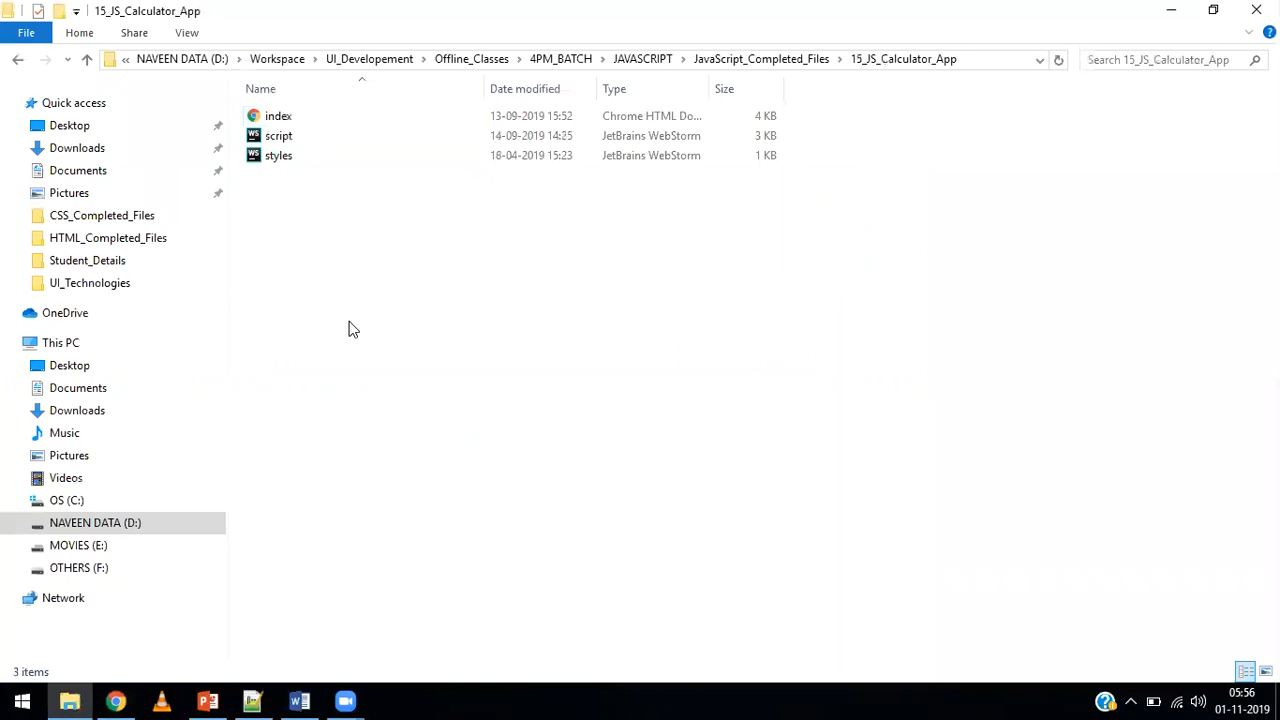 15_JS_Calculator_App
File Home Share View
« NAVEEN DATA (D:) Workspace UI_Developement Offline_Classes 4PM_BATCH JAVASCRIPT JavaScript_Completed_Files 15_JS_Calculator_App
Search 15_JS_Calculator_App
Name Date modified Type Size
index 13-09-2019 15:52 Chrome HTML Do... 4 KB
script 14-09-2019 14:25 JetBrains WebStorm 3 KB
styles 18-04-2019 15:23 JetBrains WebStorm 1 KB
Quick access
Desktop
Downloads
Documents
Pictures
CSS_Completed_Files
HTML_Completed_Files
Student_Details
UI_Technologies
OneDrive
This PC
Desktop
Documents
Downloads
Music
Pictures
Videos
OS (C:)
NAVEEN DATA (D:)
MOVIES (E:)
OTHERS (F:)
Network
3 items
05:56
01-11-2019